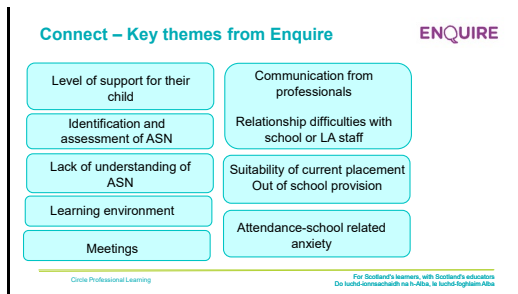 Connect – Key themes from Enquire
ENQUIRE
Level of support for their
child
Identification and
assessment of ASN
Lack of understanding of
ASN
Learning environment
Meetings
Communication from
professionals
Relationship difficulties with
school or LA staff
Suitability of current placement
Out of school provision
Attendance-school related
anxiety
Circle Professional Learning
For Scotland's learners, with Scotland's educators
Do luchd-ionnsachaidh na h-Alba, le luchd-foghlaim Alba